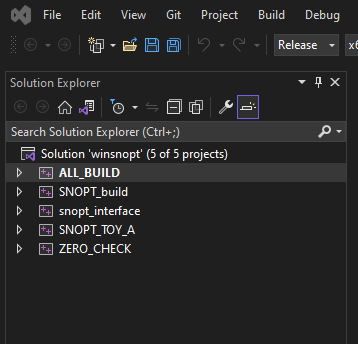 File Edit View Git Project Build Debug
Release x6
Solution Explorer
Search Solution Explorer (Ctrl+;)
Solution 'winsnopt' (5 of 5 projects)
ALL_BUILD
SNOPT_build
snopt_interface
SNOPT_TOY_A
ZERO_CHECK